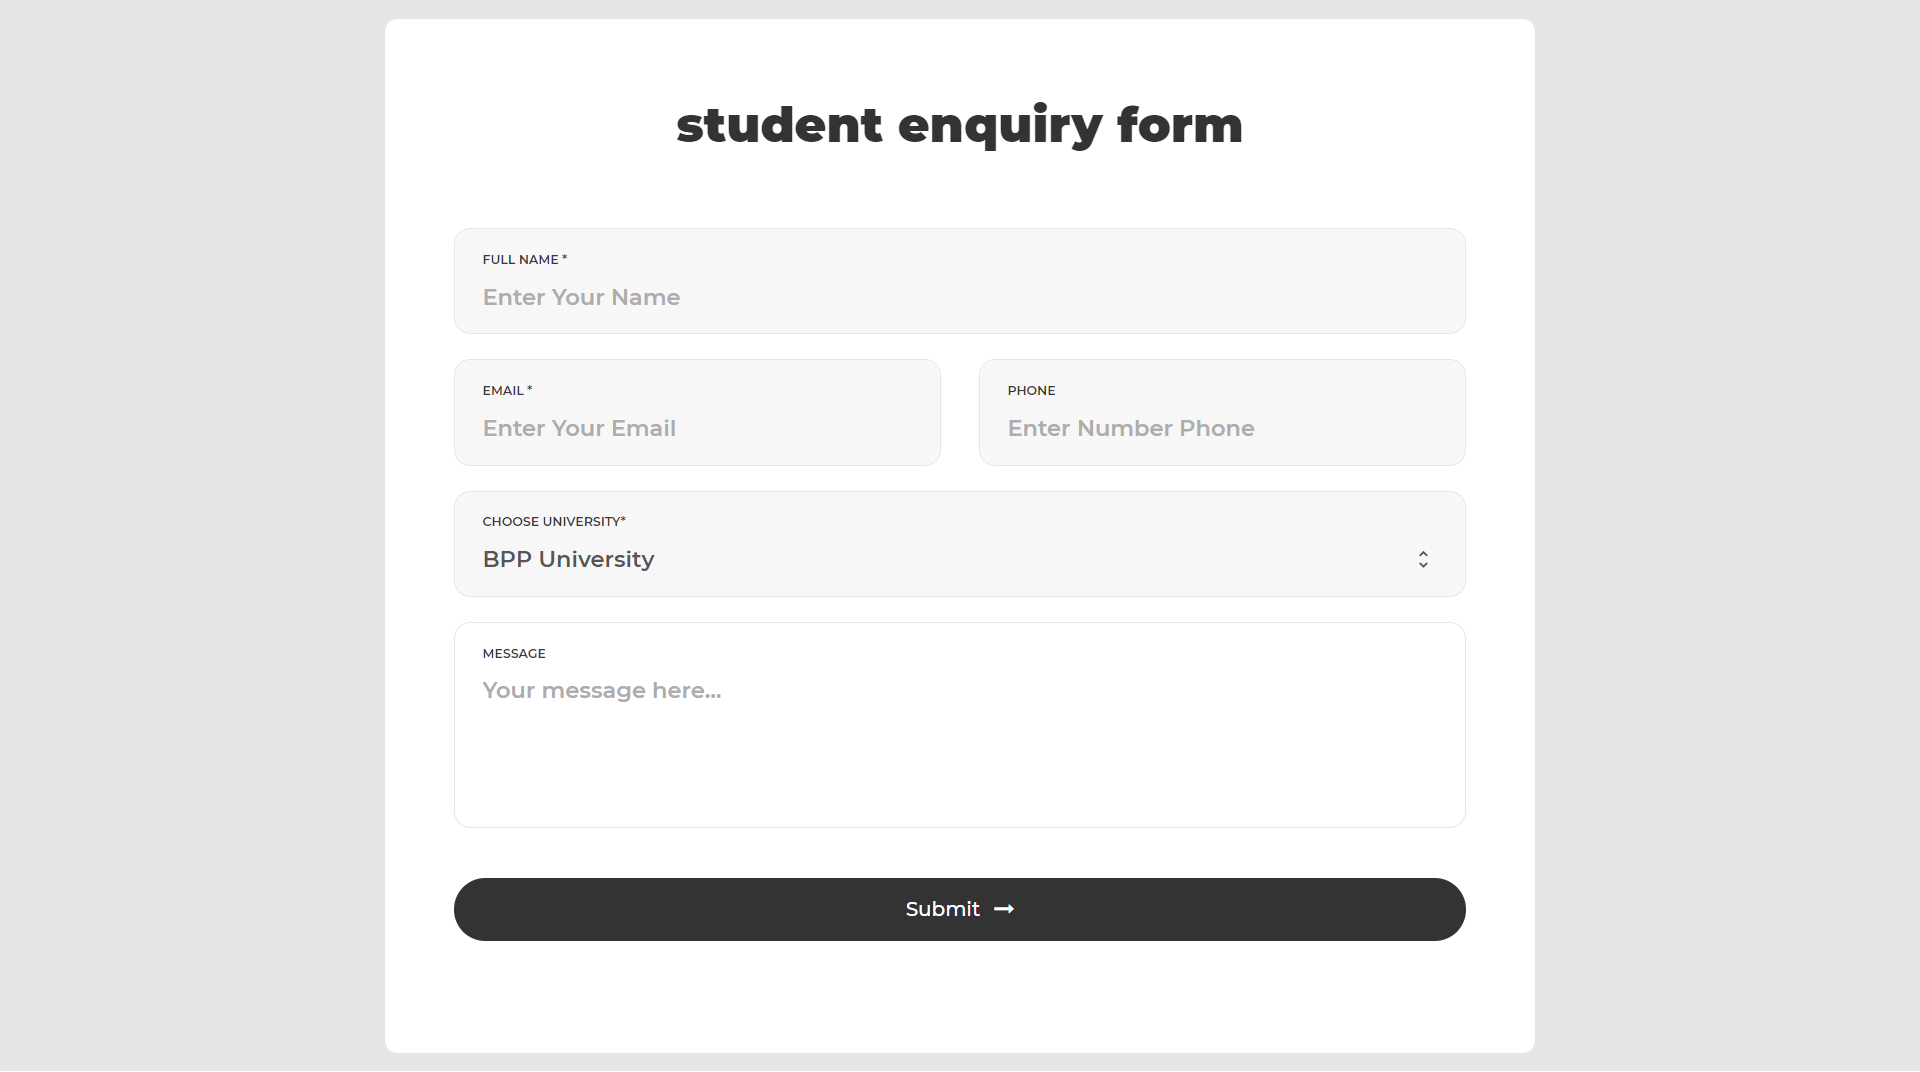 student enquiry form
FULL NAME *
Enter Your Name
EMAIL *
Enter Your Email
PHONE
Enter Number Phone
CHOOSE UNIVERSITY*
BPP University
MESSAGE
Your message here...
Submit